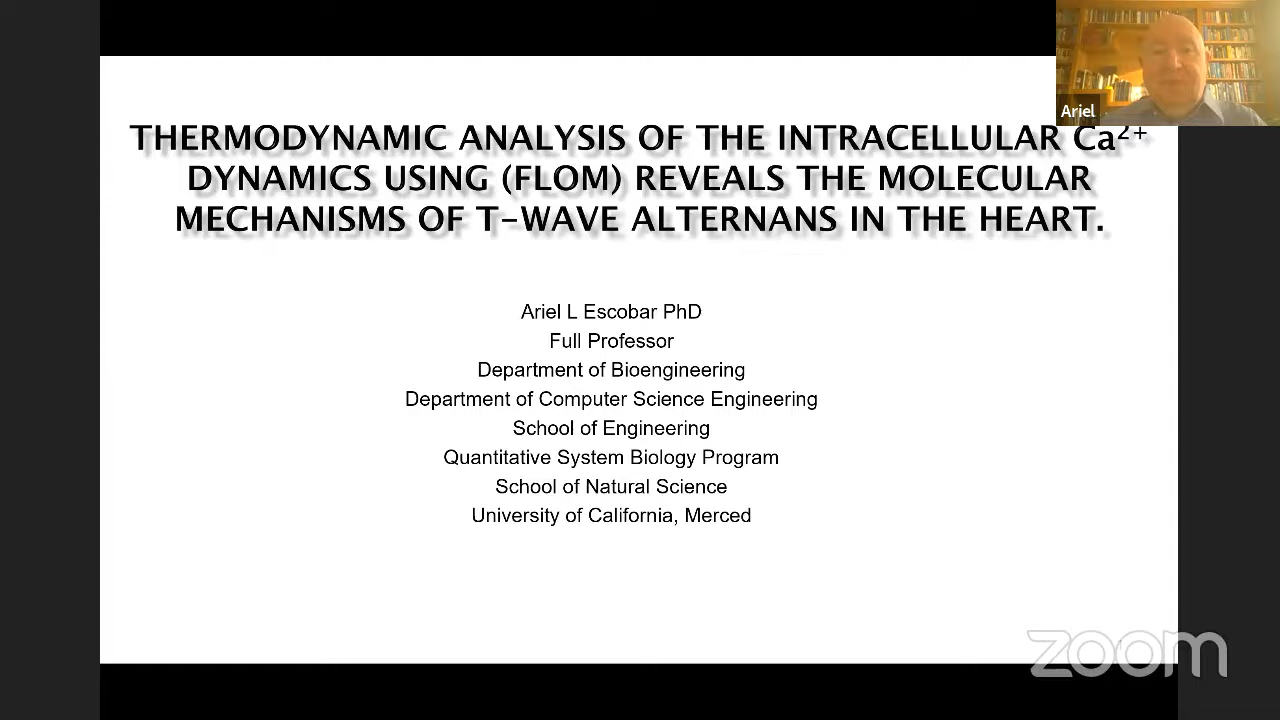 Ariel
THERMODYNAMIC ANALYSIS OF THE INTRACELLULAR Ca²⁺
DYNAMICS USING (FLOM) REVEALS THE MOLECULAR
MECHANISMS OF T-WAVE ALTERNANS IN THE HEART.
Ariel L Escobar PhD
Full Professor
Department of Bioengineering
Department of Computer Science Engineering
School of Engineering
Quantitative System Biology Program
School of Natural Science
University of California, Merced
zoom